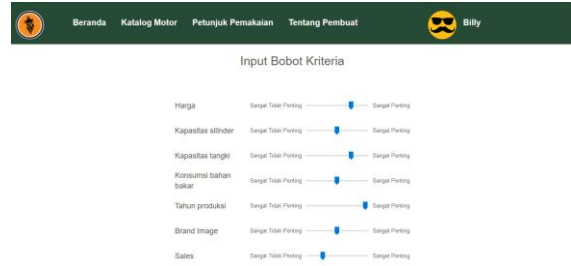 Beranda Katalog Motor Petunjuk Pemakaian Tentang Pembuat Billy
Input Bobot Kriteria
Harga Sangat Tidak Penting Sangat Penting
Kapasitas silinder Sangat Tidak Penting Sangat Penting
Kapasitas tangki Sangat Tidak Penting Sangat Penting
Konsumsi bahan
bakar Sangat Tidak Penting Sangat Penting
Tahun produksi Sangat Tidak Penting Sangat Penting
Brand Image Sangat Tidak Penting Sangat Penting
Sales Sangat Tidak Penting Sangat Penting